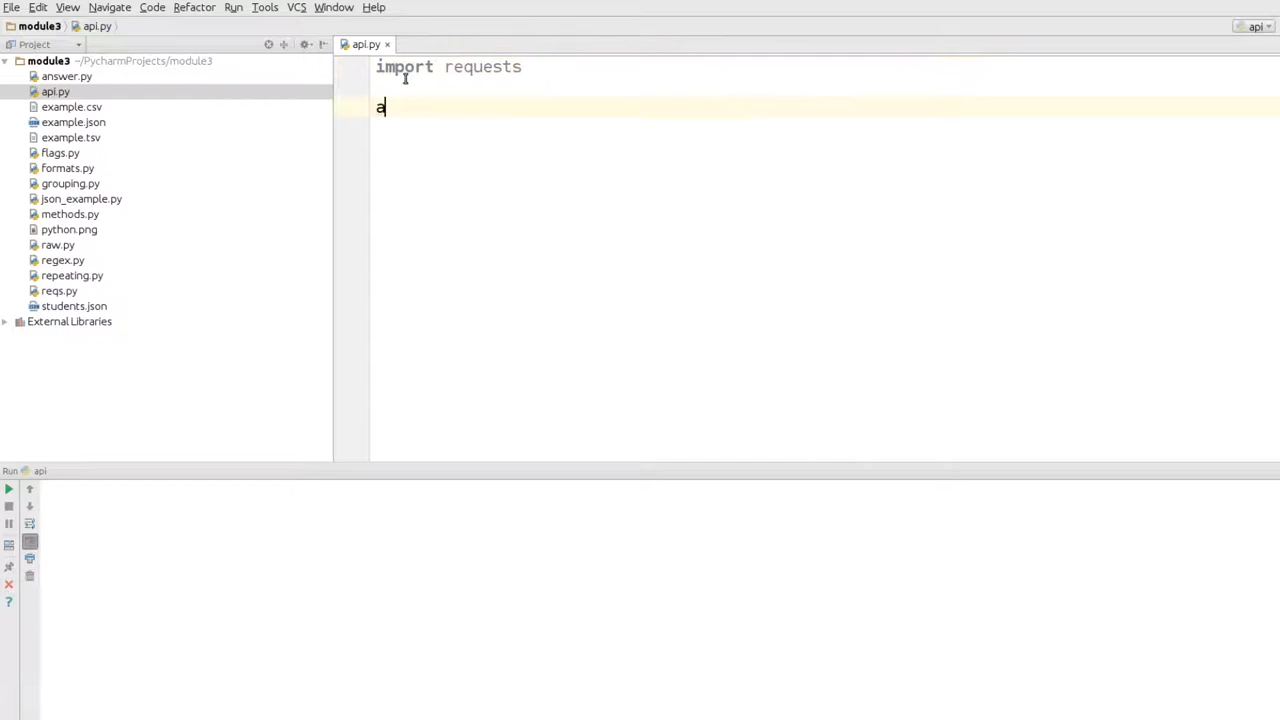 File Edit View Navigate Code Refactor Run Tools VCS Window Help
module3 api.py api
Project
api.py
module3 ~/PycharmProjects/module3
answer.py
api.py
example.csv
example.json
example.tsv
flags.py
formats.py
grouping.py
json_example.py
methods.py
python.png
raw.py
regex.py
repeating.py
reqs.py
students.json
External Libraries
import requests
a
Run api